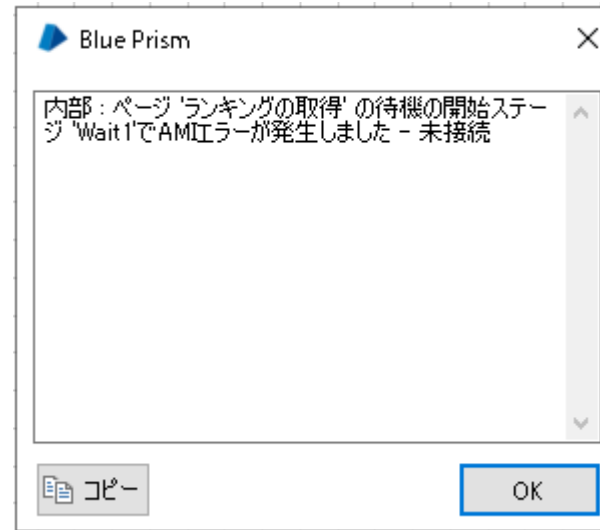 Blue Prism
内部 : ページ 'ランキングの取得' の待機の開始ステー
ジ 'Wait1'でAMIエラーが発生しました - 未接続
コピー
OK